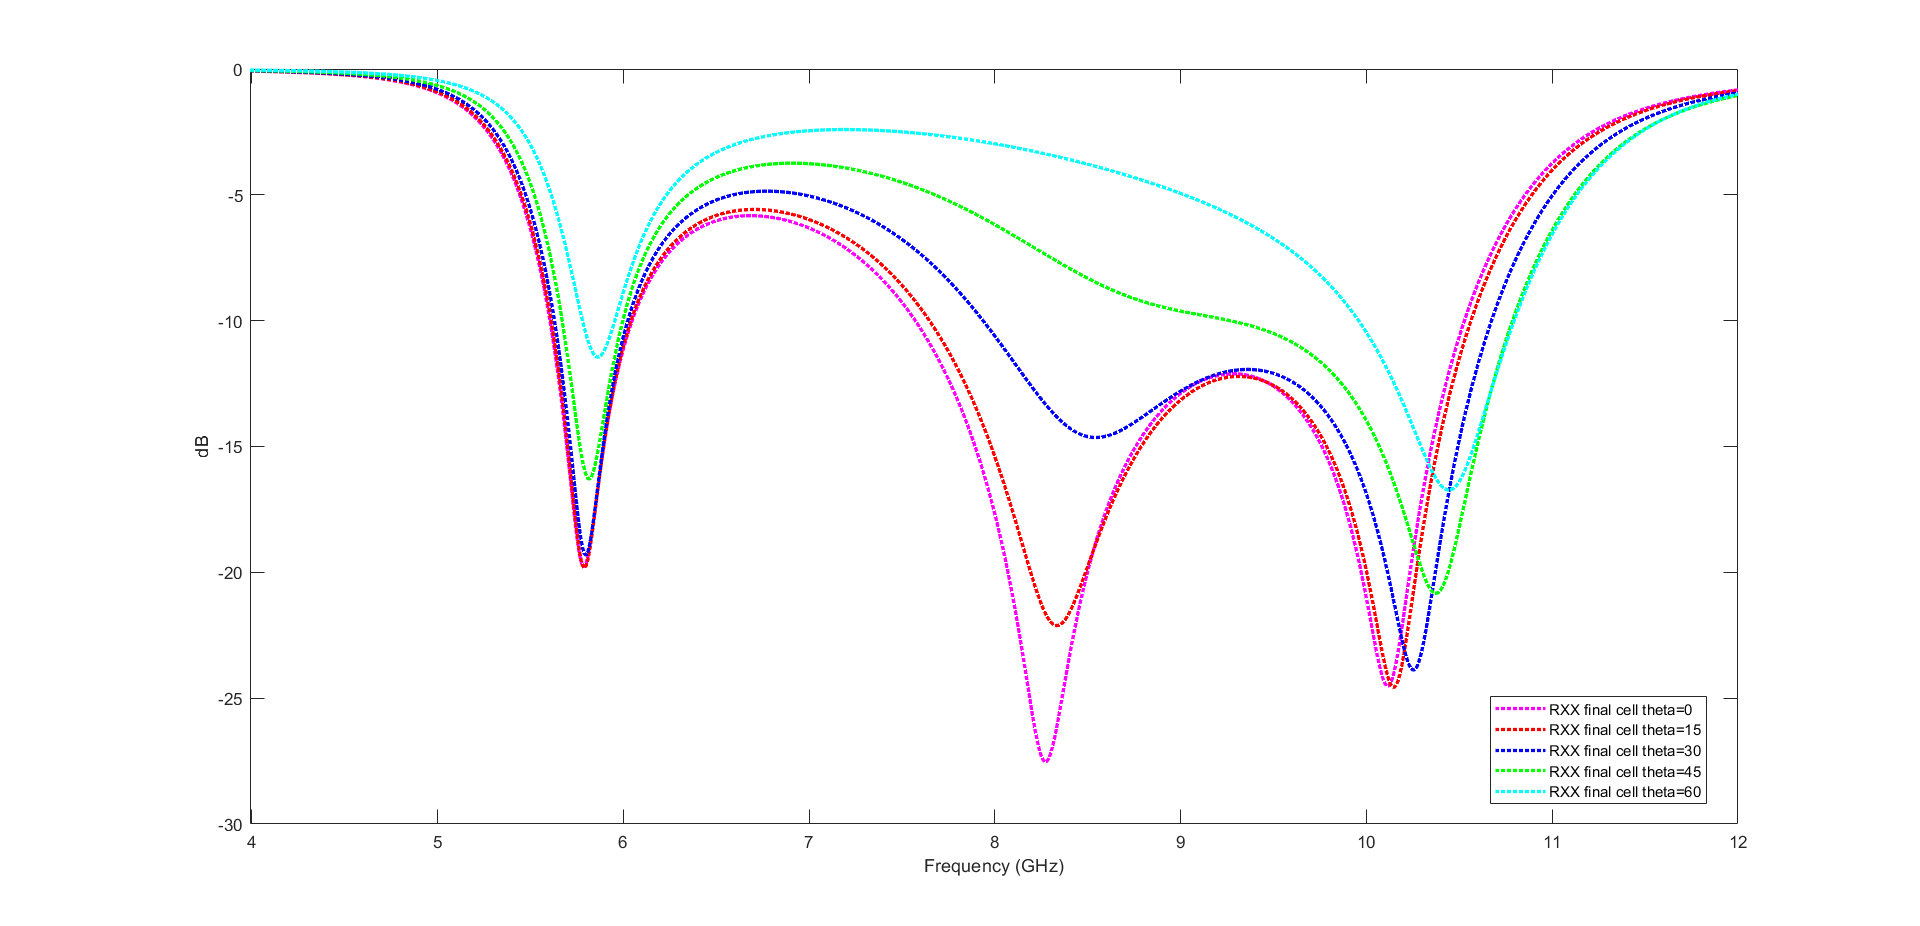 0
-5
-10
-15
-20
-25
-30
dB
4 5 6 7 8 9 10 11 12
Frequency (GHz)
RXX final cell theta=0
RXX final cell theta=15
RXX final cell theta=30
RXX final cell theta=45
RXX final cell theta=60